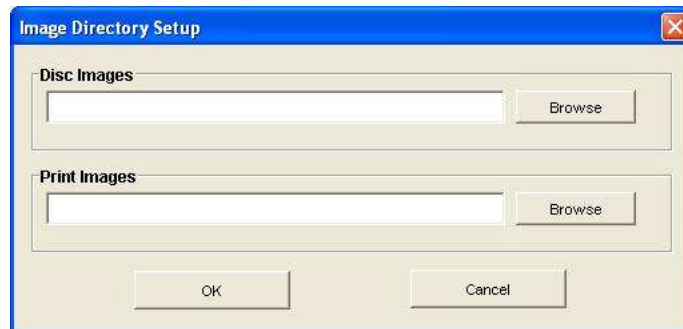 Image Directory Setup
Disc Images
Browse
Print Images
Browse
OK Cancel